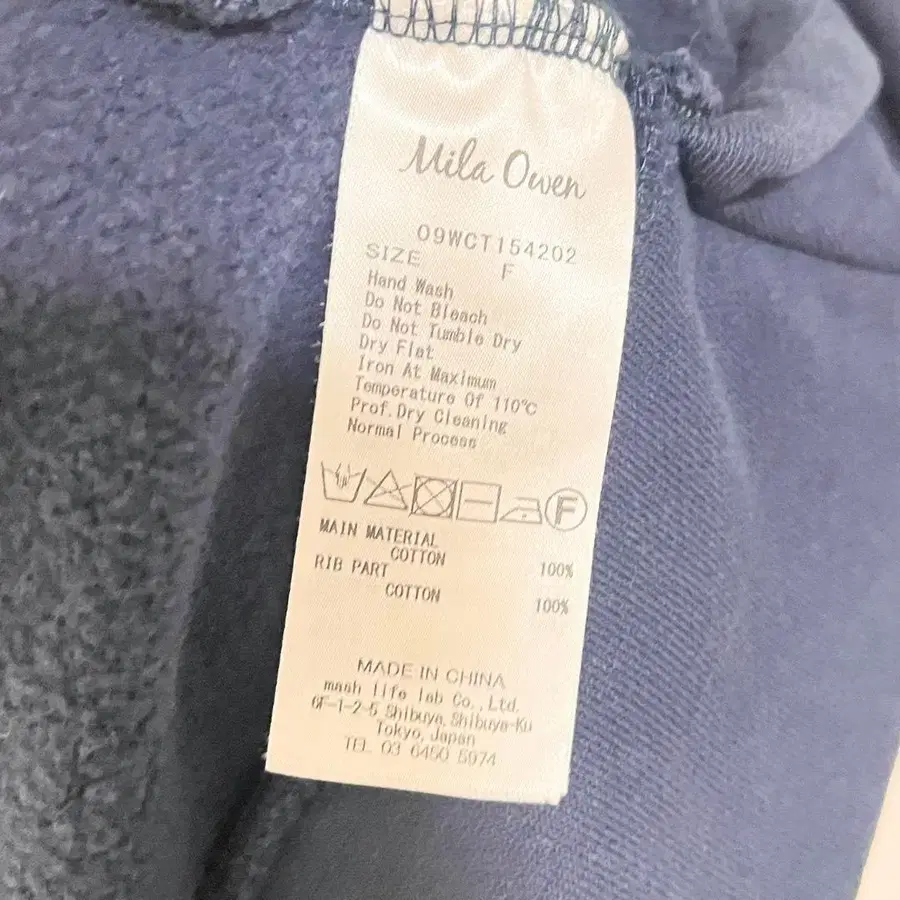 Mila Owen
09WCT154202
SIZE F
Hand Wash
Do Not Bleach
Do Not Tumble Dry
Dry Flat
Iron At Maximum
Temperature Of 110℃
Prof. Dry Cleaning
Normal Process
F
MAIN MATERIAL
COTTON 100%
RIB PART
COTTON 100%
MADE IN CHINA
mash life lab Co., Ltd.
6F-1-2-5 Shibuya, Shibuya-Ku
Tokyo, Japan
TEL 03 6450 5974